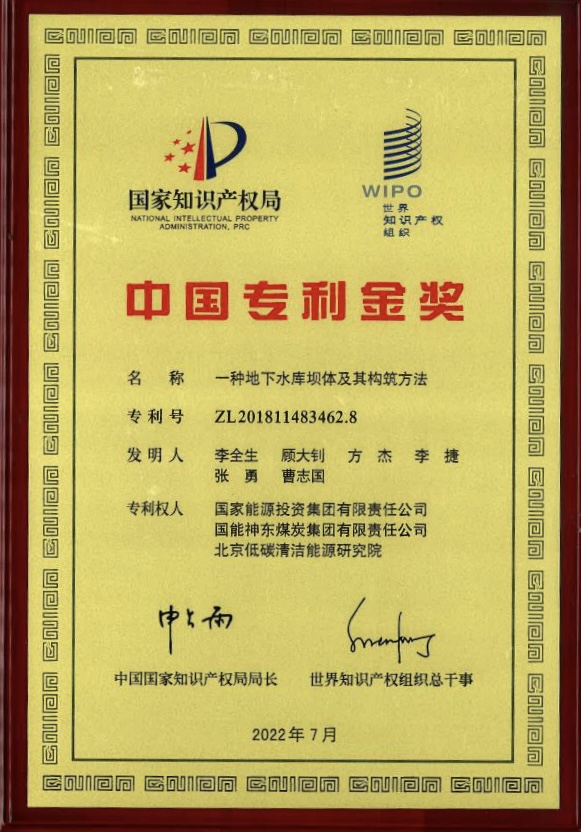 国家知识产权局
NATIONAL INTELLECTUAL PROPERTY
ADMINISTRATION, PRC
WIPO
世界
知识产权
组织
中国专利金奖
名 称 一种地下水库坝体及其构筑方法
专利号 ZL201811483462.8
发明人 李全生 顾大钊 方 杰 李 捷
张 勇 曹志国
专利权人 国家能源投资集团有限责任公司
国能神东煤炭集团有限责任公司
北京低碳清洁能源研究院
申长雨
中国国家知识产权局局长 世界知识产权组织总干事
2022年7月